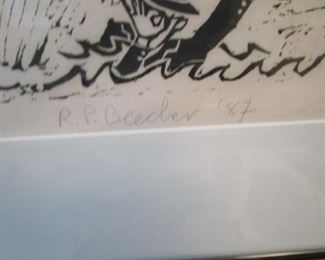 R. P. Beeder '87